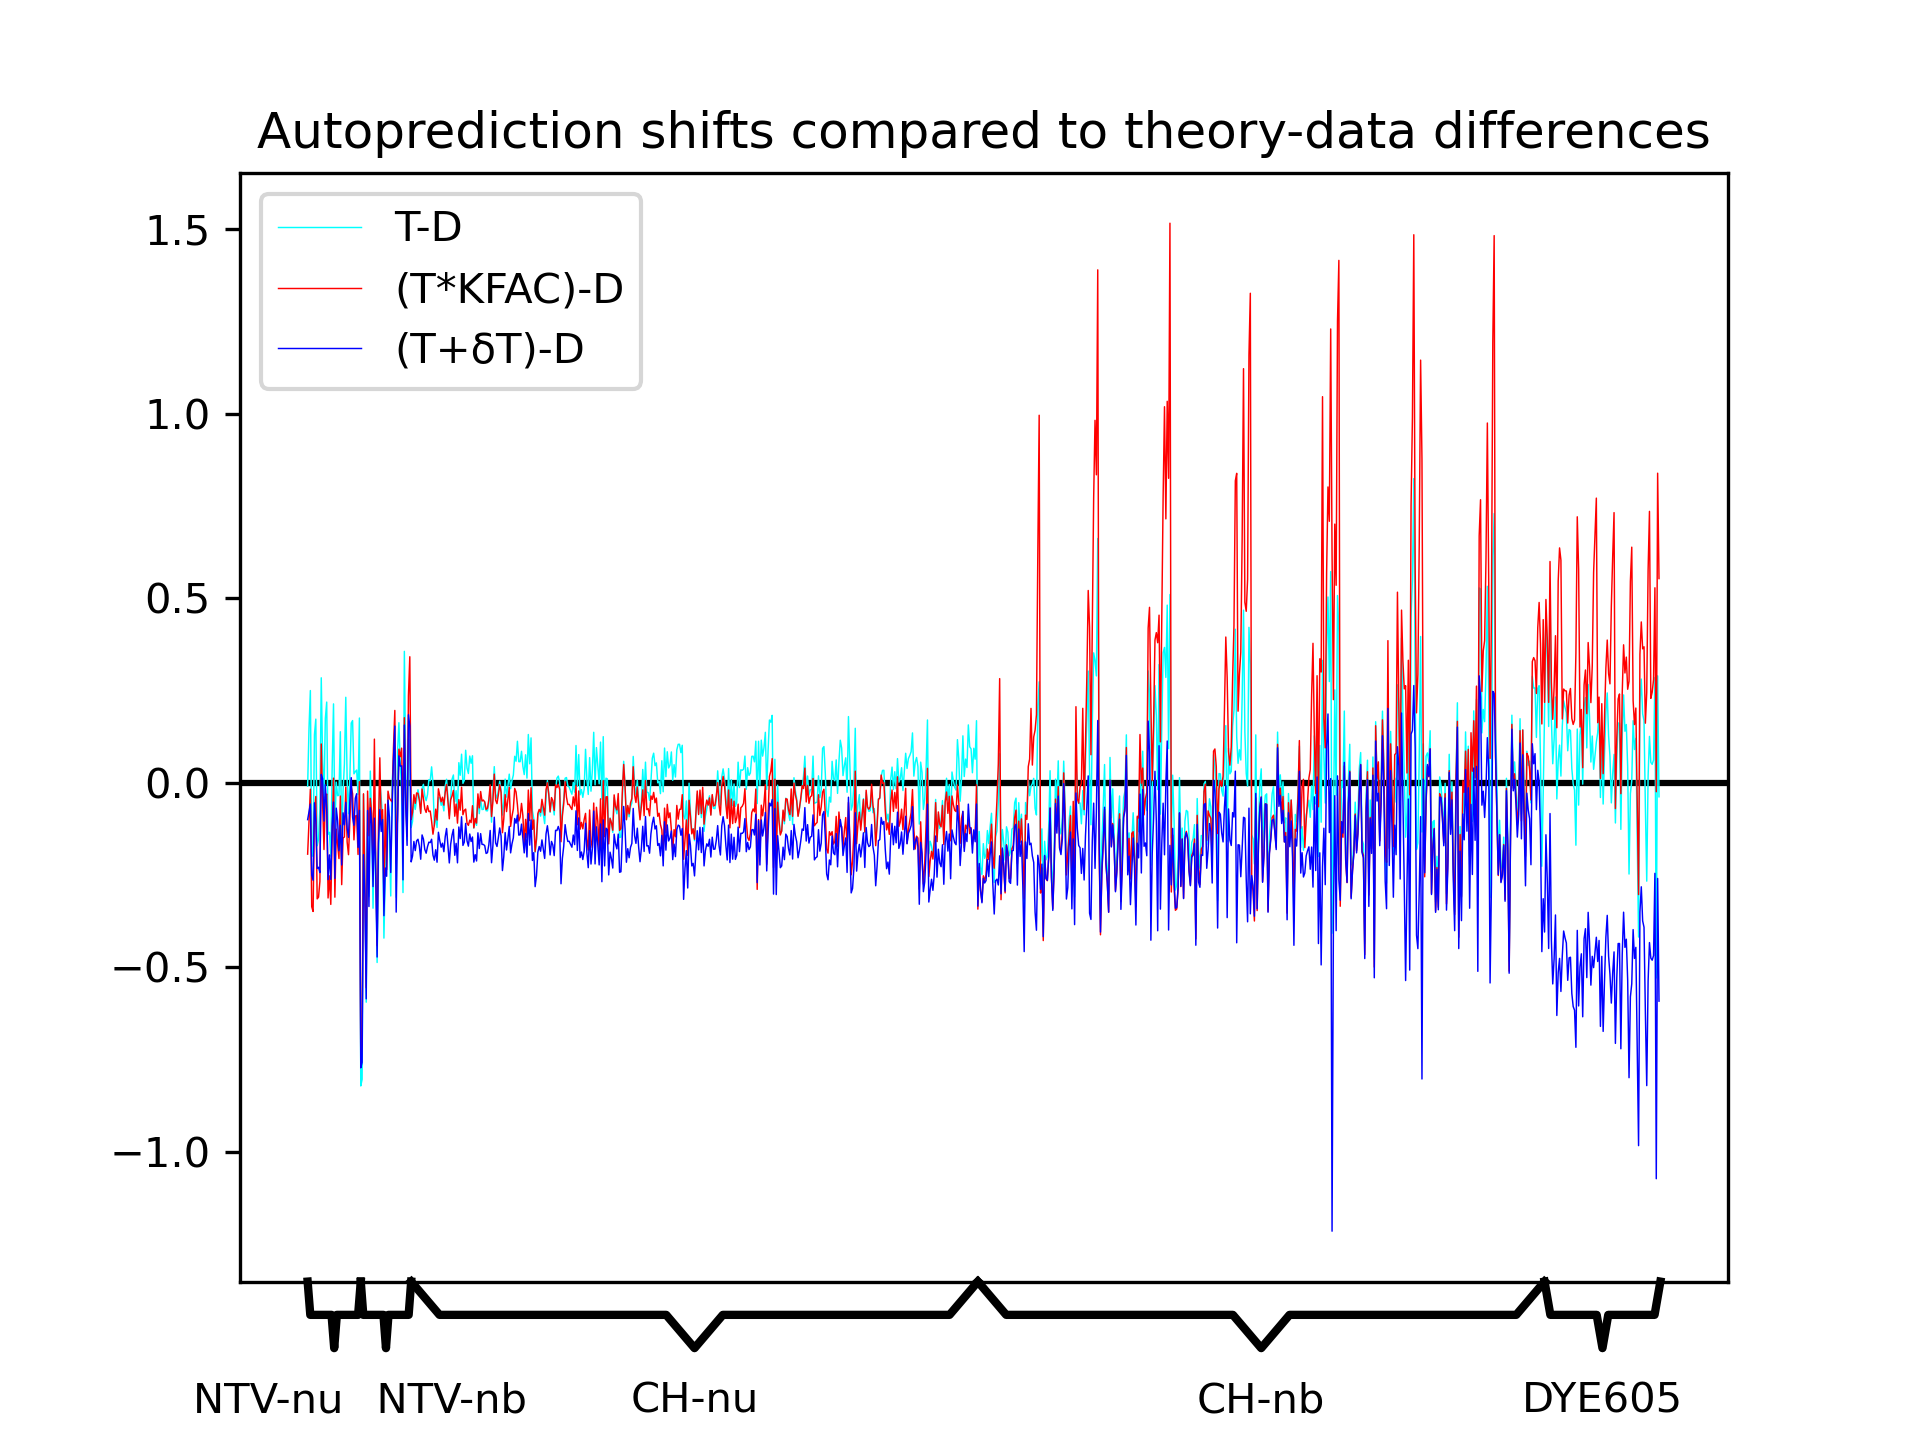 Autoprediction shifts compared to theory-data differences
T-D
(T*KFAC)-D
(T+δT)-D
1.5
1.0
0.5
0.0
−0.5
−1.0
NTV-nu NTV-nb CH-nu CH-nb DYE605